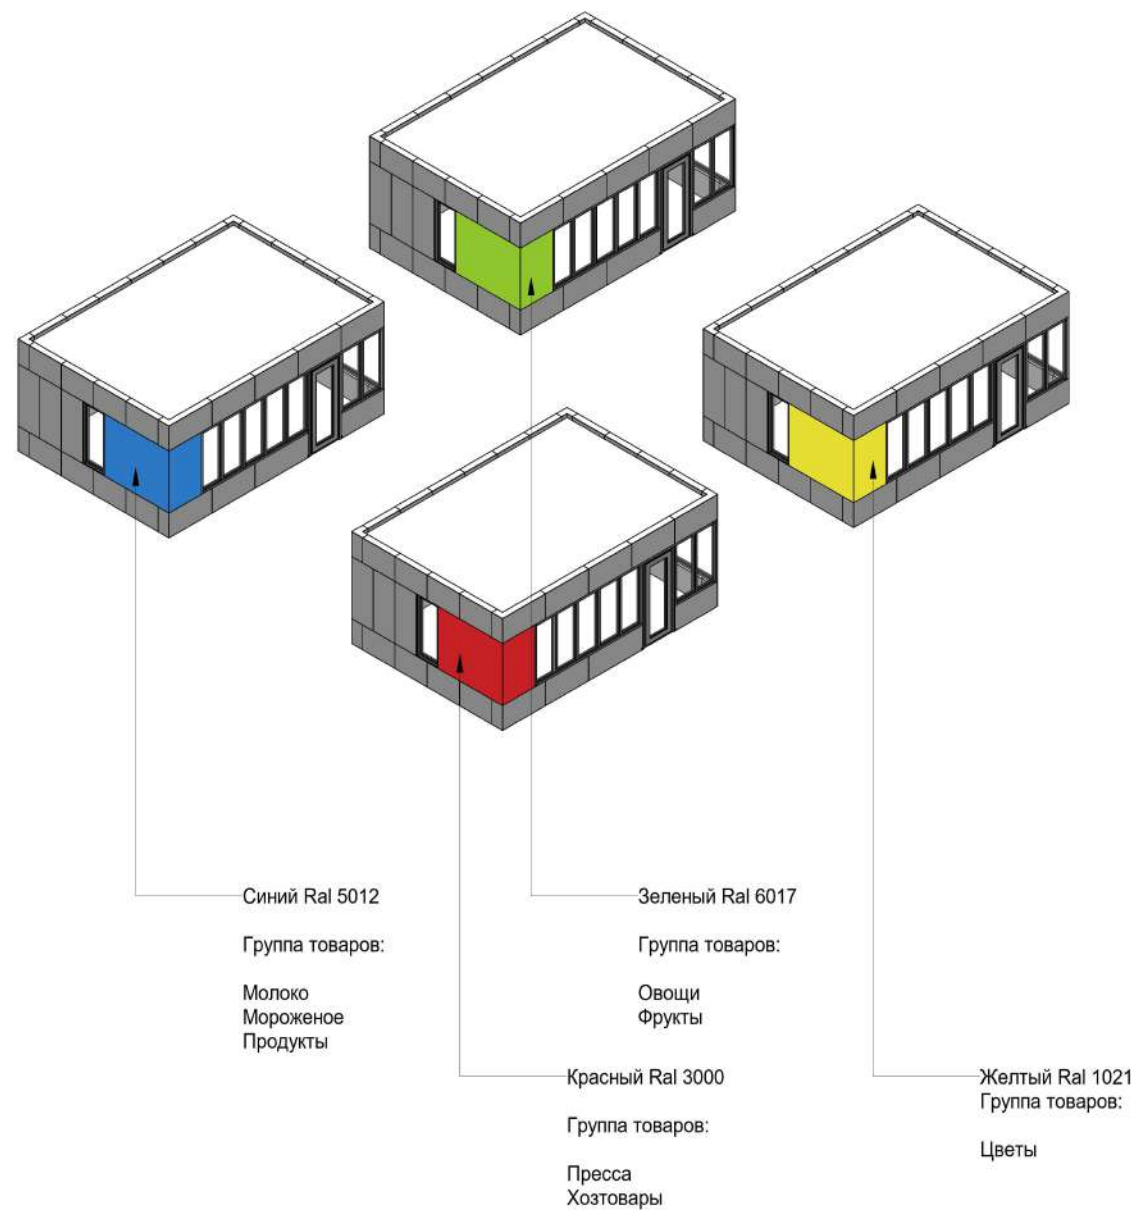 Синий Ral 5012
Группа товаров:
Молоко
Мороженое
Продукты
Зеленый Ral 6017
Группа товаров:
Овощи
Фрукты
Красный Ral 3000
Группа товаров:
Пресса
Хозтовары
Желтый Ral 1021
Группа товаров:
Цветы